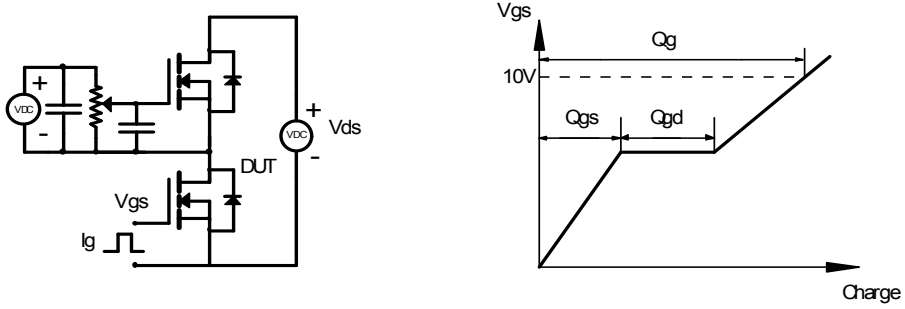 +
VDC
-
Vgs
Ig
DUT
+
VDC
Vds
-
Vgs
Qg
10V
Qgs
Qgd
Charge